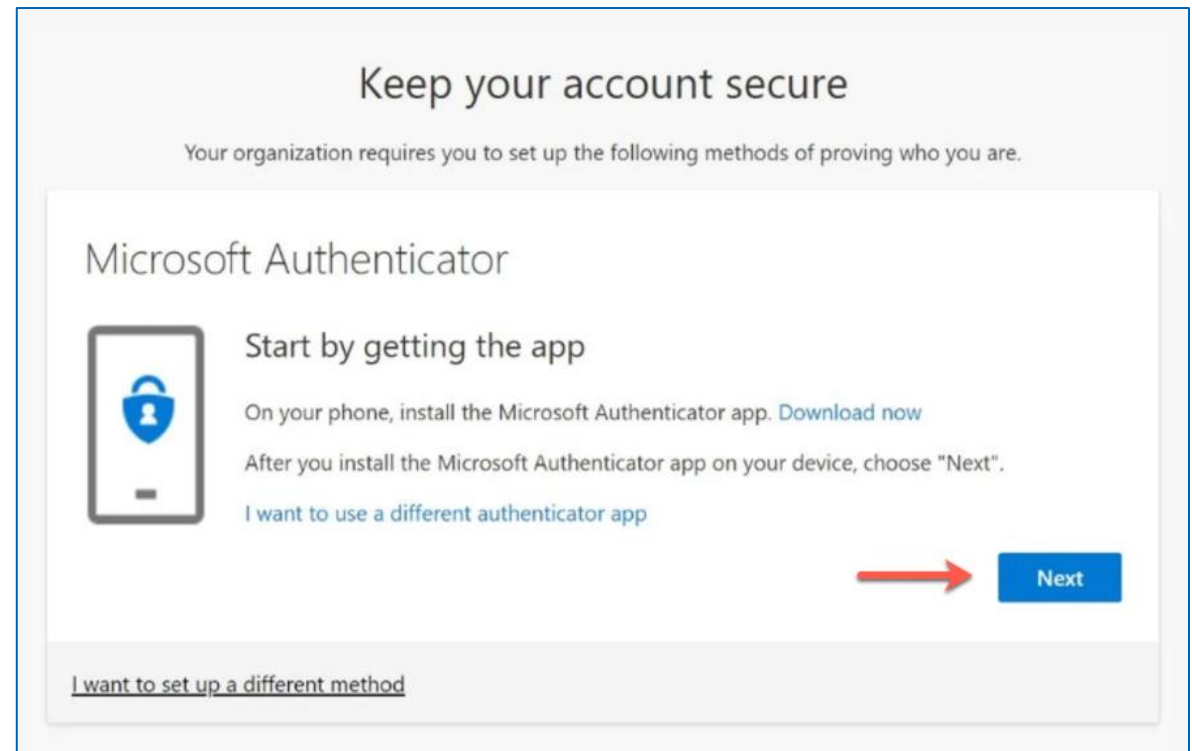 Keep your account secure
Your organization requires you to set up the following methods of proving who you are.
Microsoft Authenticator
Start by getting the app
On your phone, install the Microsoft Authenticator app. Download now
After you install the Microsoft Authenticator app on your device, choose "Next".
I want to use a different authenticator app
Next
I want to set up a different method